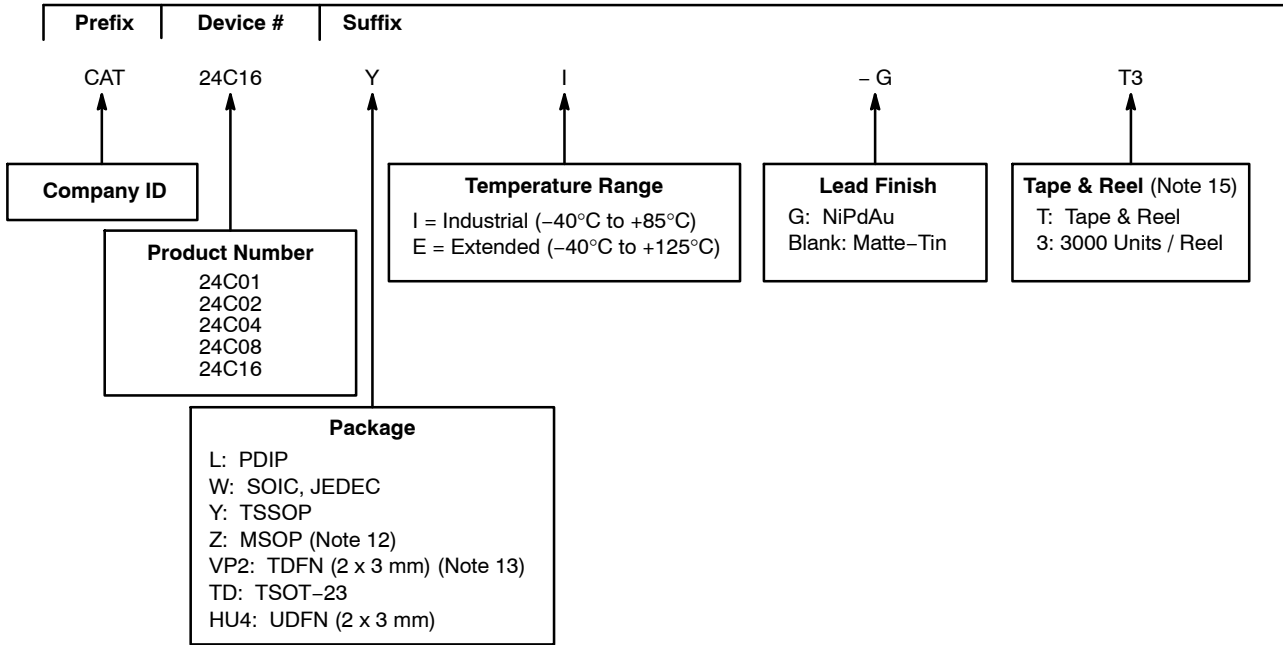 Prefix
Device #
Suffix
CAT
24C16
Y
I
– G
T3
Company ID
Product Number
24C01
24C02
24C04
24C08
24C16
Package
L: PDIP
W: SOIC, JEDEC
Y: TSSOP
Z: MSOP (Note 12)
VP2: TDFN (2 x 3 mm) (Note 13)
TD: TSOT−23
HU4: UDFN (2 x 3 mm)
Temperature Range
I = Industrial (−40°C to +85°C)
E = Extended (−40°C to +125°C)
Lead Finish
G: NiPdAu
Blank: Matte−Tin
Tape & Reel (Note 15)
T: Tape & Reel
3: 3000 Units / Reel